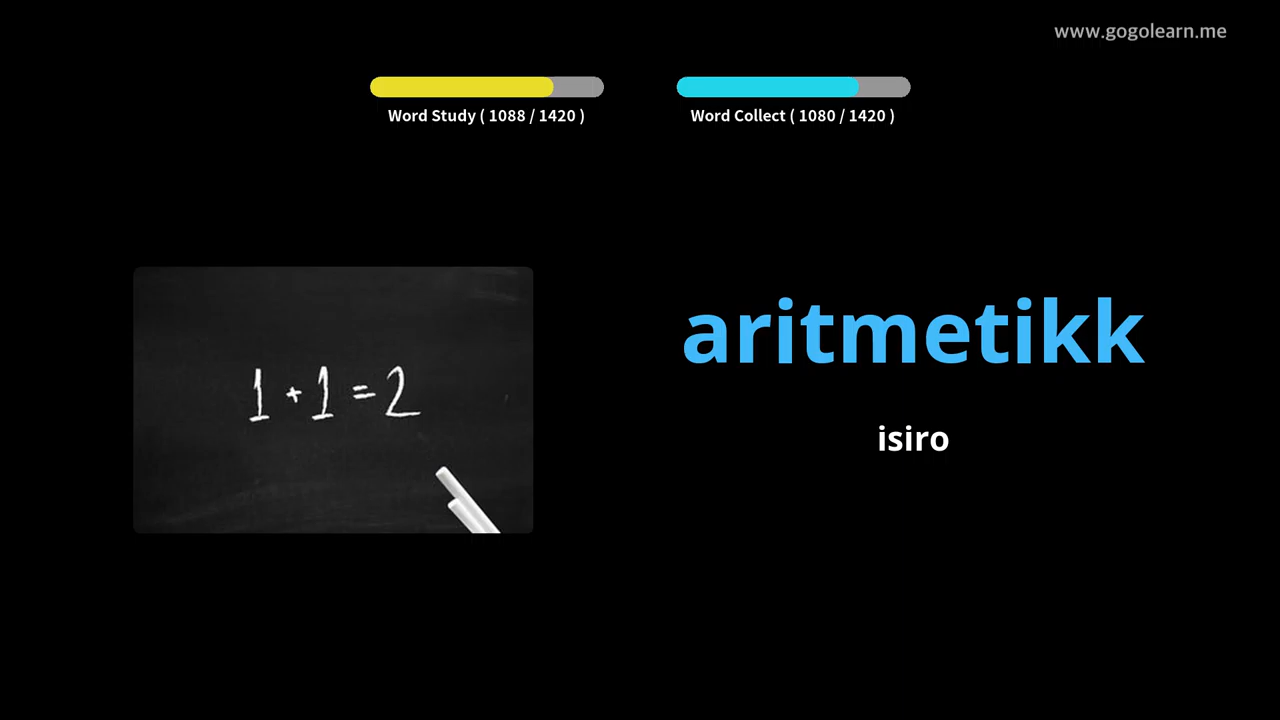 www.gogolearn.me
Word Study ( 1088 / 1420 )
Word Collect ( 1080 / 1420 )
1 + 1 = 2
aritmetikk
isiro